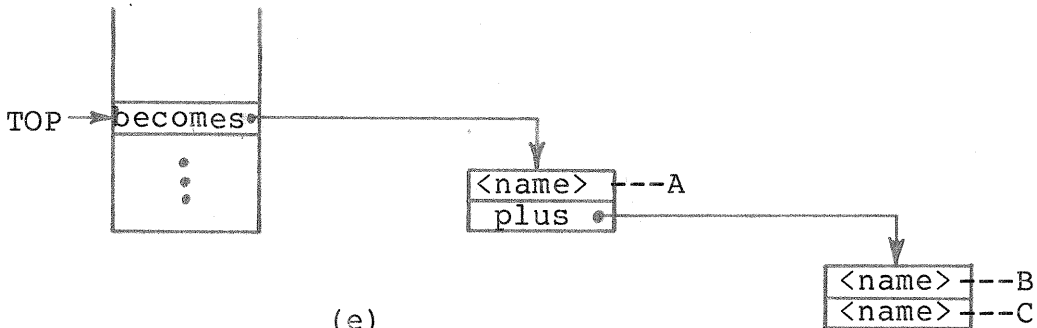 TOP becomes
<name> ---A
plus
<name> ---B
<name> ---C
(e)